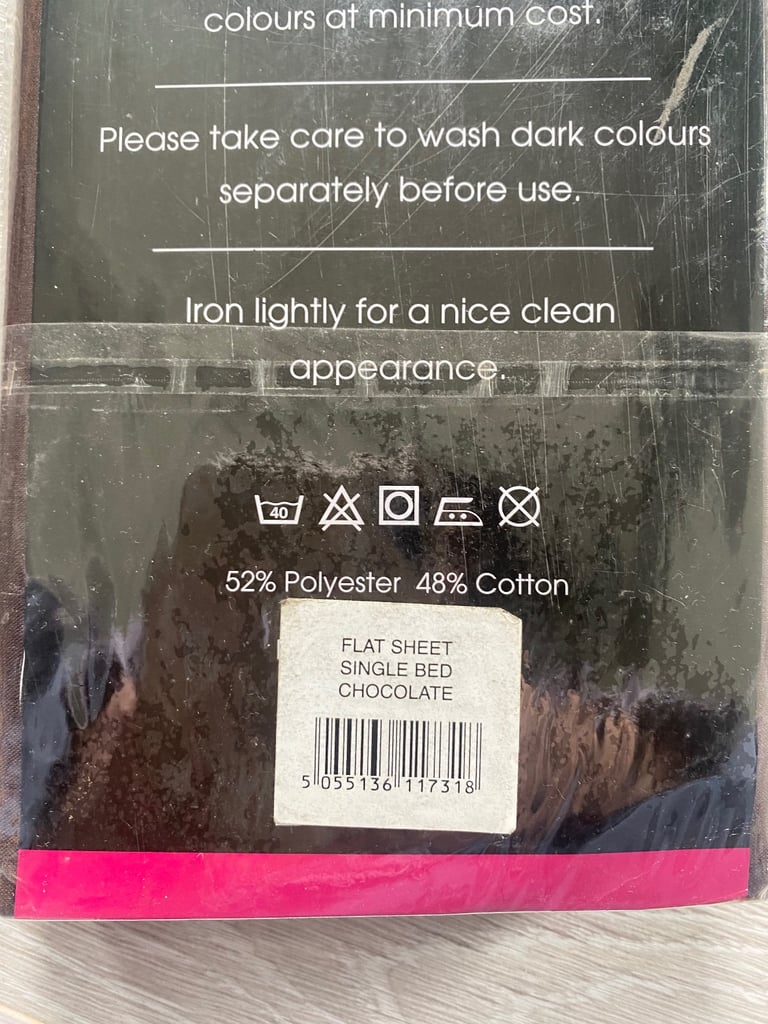 colours at minimum cost.
Please take care to wash dark colours
separately before use.
Iron lightly for a nice clean
appearance.
40
52% Polyester 48% Cotton
FLAT SHEET
SINGLE BED
CHOCOLATE
5 055136 117318